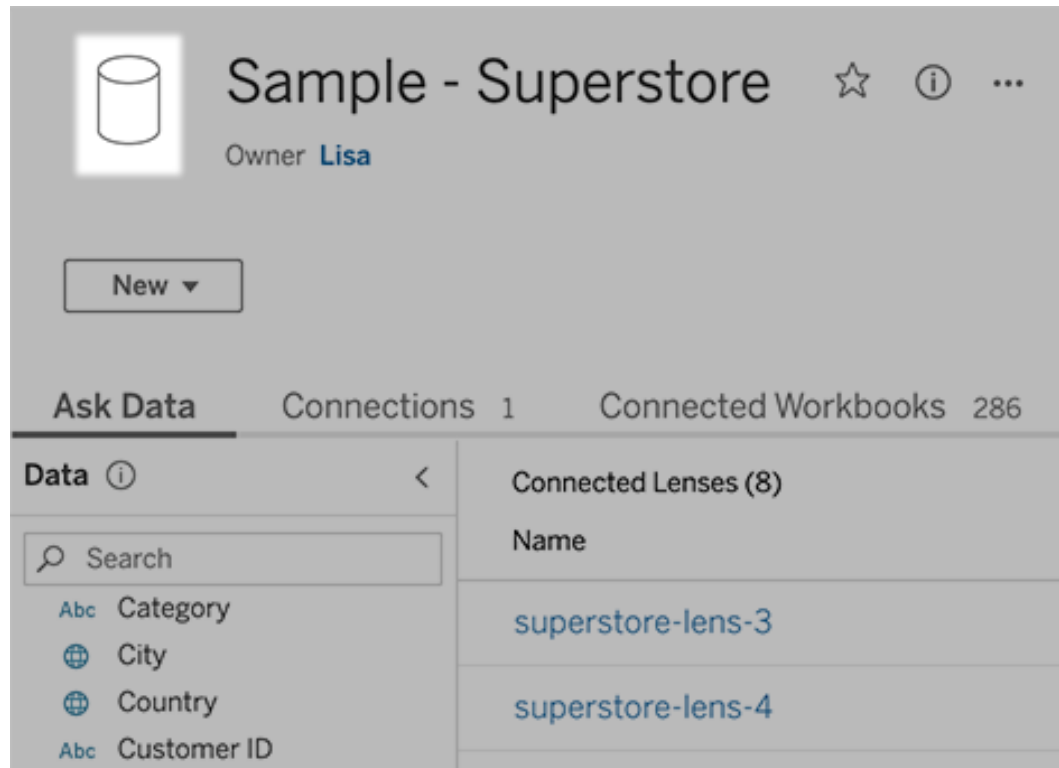 Sample - Superstore
Owner Lisa
New
Ask Data Connections 1 Connected Workbooks 286
Data
Connected Lenses (8)
Search
Name
Abc Category
City
Country
Abc Customer ID
superstore-lens-3
superstore-lens-4